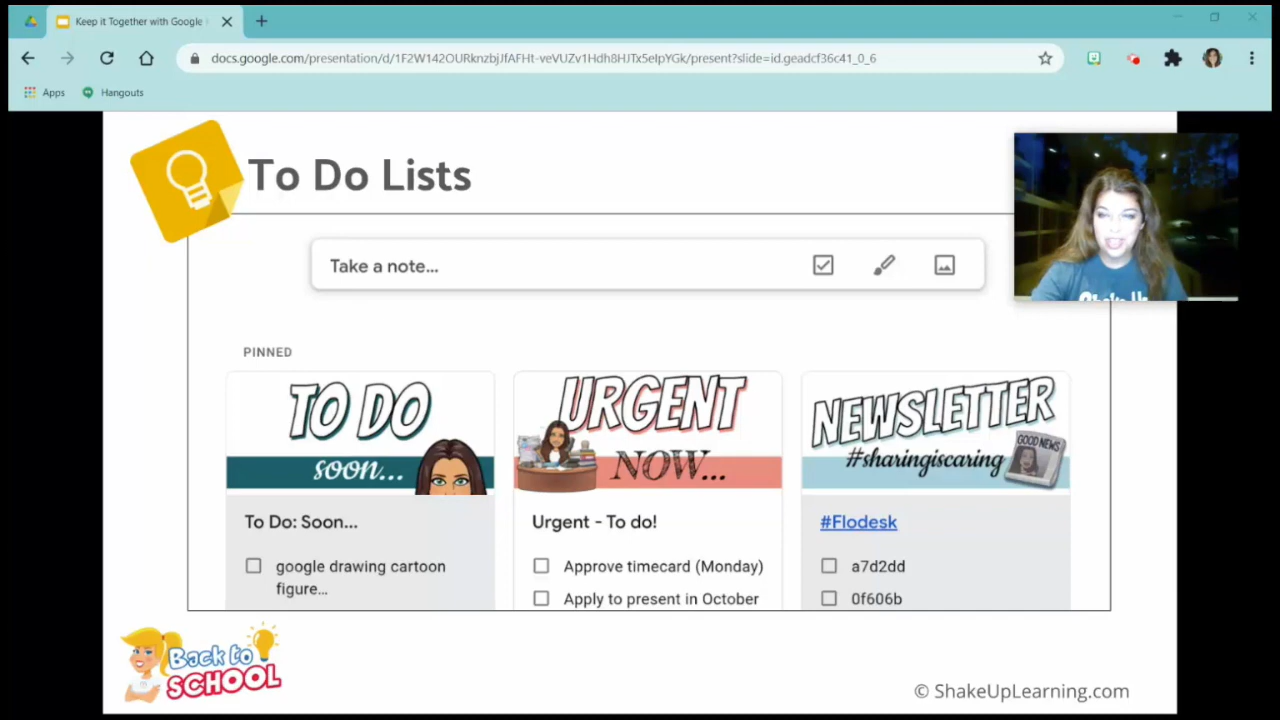 Keep it Together with Google
docs.google.com/presentation/d/1F2W142OURknzbjJfAFHt-veVUZv1Hdh8HJTx5eIpYGk/present?slide=id.geadcf36c41_0_6
Apps
Hangouts
To Do Lists
Take a note...
PINNED
TO DO
soon...
URGENT
NOW...
NEWSLETTER
GOOD NEWS
#sharingiscaring
To Do: Soon...
google drawing cartoon
figure...
Urgent - To do!
Approve timecard (Monday)
Apply to present in October
#Flodesk
a7d2dd
0f606b
Back to
SCHOOL
© ShakeUpLearning.com